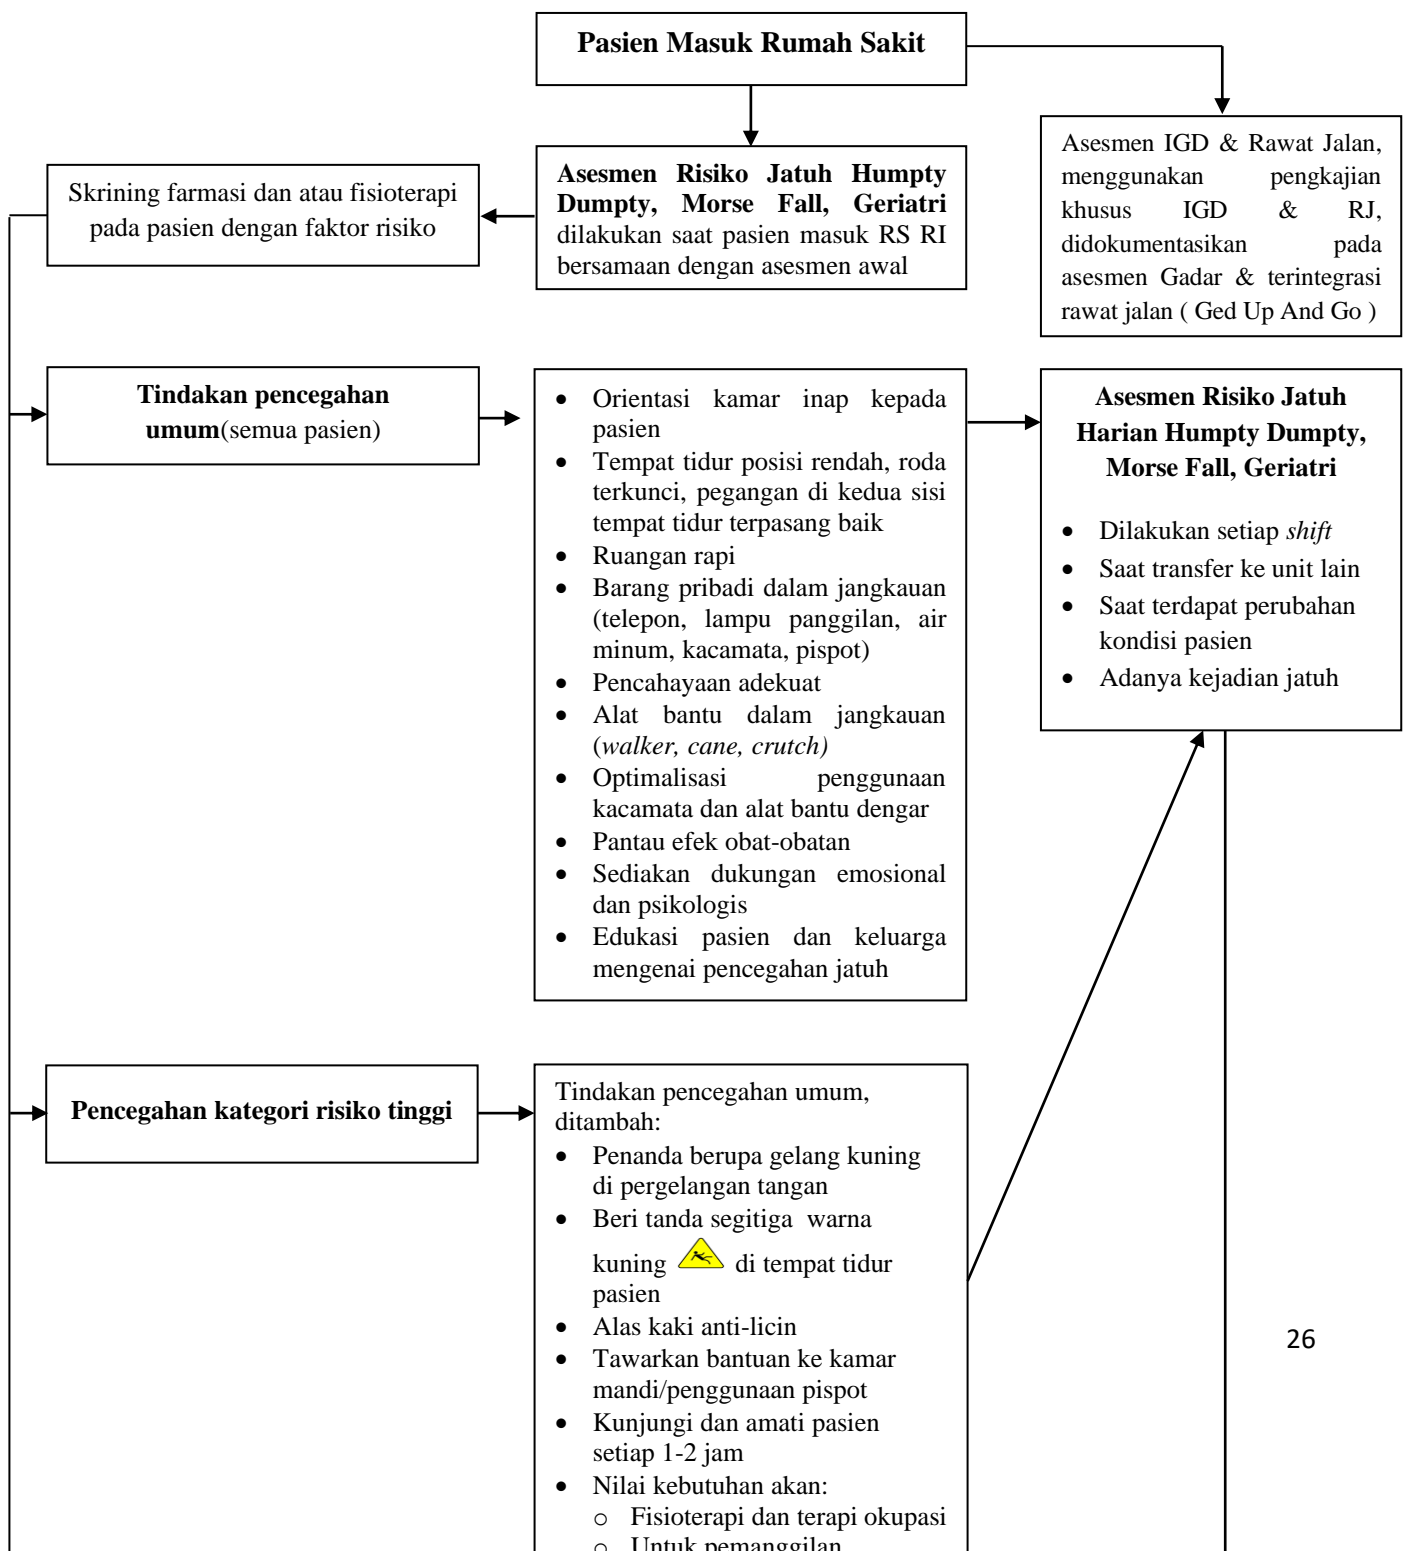 Pasien Masuk Rumah Sakit
Asesmen IGD & Rawat Jalan,
menggunakan pengkajian
khusus IGD & RJ,
didokumentasikan pada
asesmen Gadar & terintegrasi
rawat jalan ( Ged Up And Go )
Asesmen Risiko Jatuh Humpty
Dumpty, Morse Fall, Geriatri
dilakukan saat pasien masuk RS RI
bersamaan dengan asesmen awal
Skrining farmasi dan atau fisioterapi
pada pasien dengan faktor risiko
Tindakan pencegahan
umum(semua pasien)
• Orientasi kamar inap kepada
pasien
• Tempat tidur posisi rendah, roda
terkunci, pegangan di kedua sisi
tempat tidur terpasang baik
• Ruangan rapi
• Barang pribadi dalam jangkauan
(telepon, lampu panggilan, air
minum, kacamata, pispot)
• Pencahayaan adekuat
• Alat bantu dalam jangkauan
(walker, cane, crutch)
• Optimalisasi penggunaan
kacamata dan alat bantu dengar
• Pantau efek obat-obatan
• Sediakan dukungan emosional
dan psikologis
• Edukasi pasien dan keluarga
mengenai pencegahan jatuh
Asesmen Risiko Jatuh
Harian Humpty Dumpty,
Morse Fall, Geriatri
• Dilakukan setiap shift
• Saat transfer ke unit lain
• Saat terdapat perubahan
kondisi pasien
• Adanya kejadian jatuh
Pencegahan kategori risiko tinggi
Tindakan pencegahan umum,
ditambah:
• Penanda berupa gelang kuning
di pergelangan tangan
• Beri tanda segitiga warna
kuning di tempat tidur
pasien
• Alas kaki anti-licin
• Tawarkan bantuan ke kamar
mandi/penggunaan pispot
• Kunjungi dan amati pasien
setiap 1-2 jam
• Nilai kebutuhan akan:
o Fisioterapi dan terapi okupasi
o Untuk pemanggilan
26